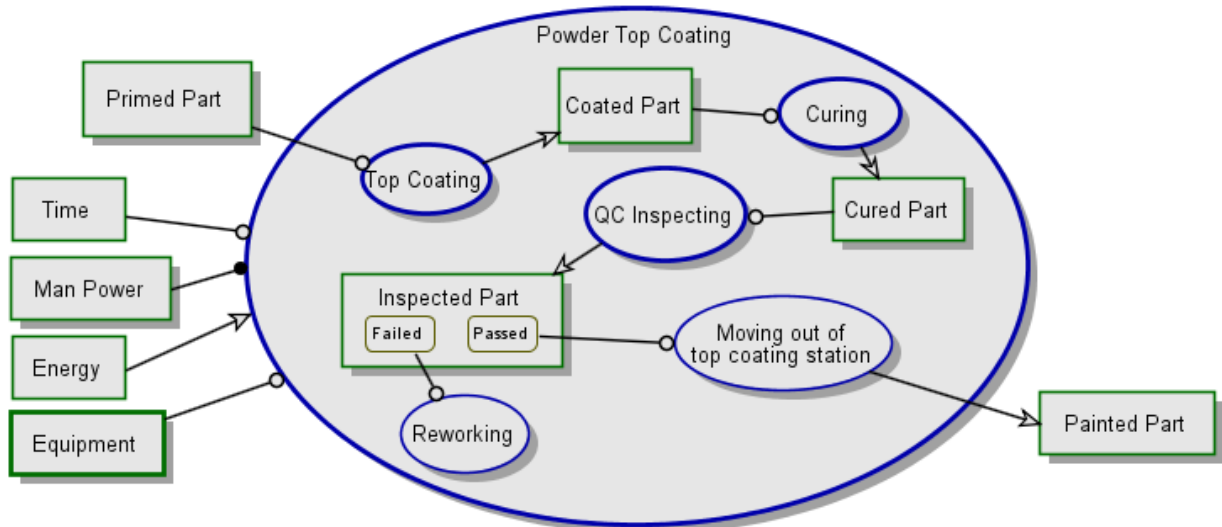 Powder Top Coating
Primed Part
Coated Part
Curing
Top Coating
Time
QC Inspecting
Cured Part
Man Power
Inspected Part
Failed
Passed
Moving out of
top coating station
Energy
Equipment
Reworking
Painted Part